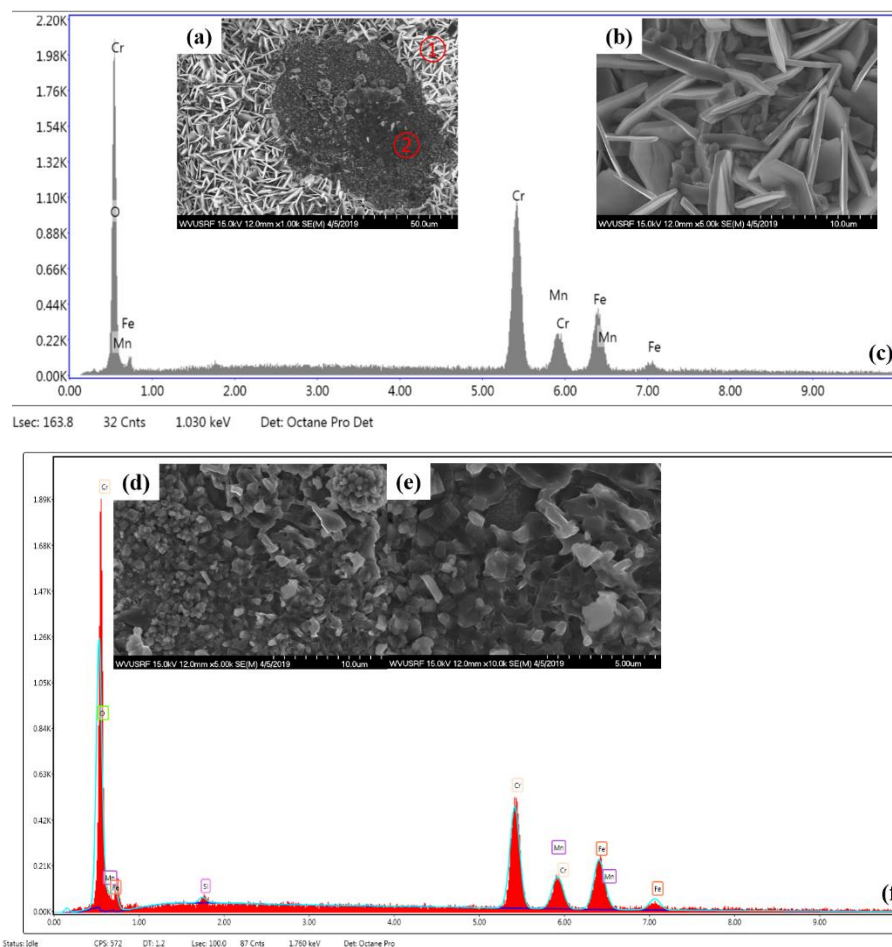 2.20K
(a)
①
(b)
Cr
1.98K
1.76K
1.54K
②
1.32K
Cr
1.10K
O
WVUSRF 15.0kV 12.0mm x1.00k SE(M) 4/5/2019 50.0um
WVUSRF 15.0kV 12.0mm x5.00k SE(M) 4/5/2019 10.0um
0.88K
0.66K
Mn
Fe
0.44K
Fe
Cr
Mn
0.22K
Mn
Fe
(c)
0.00K
0.00 1.00 2.00 3.00 4.00 5.00 6.00 7.00 8.00 9.00
Lsec: 163.8 32 Cnts 1.030 keV Det: Octane Pro Det
(d)
(e)
Cr
1.89K
1.68K
1.47K
1.26K
WVUSRF 15.0kV 12.0mm x5.00k SE(M) 4/5/2019 10.0um
WVUSRF 15.0kV 12.0mm x10.0k SE(M) 4/5/2019 5.00um
1.05K
O
0.84K
Cr
0.63K
0.42K
Mn
Fe
Cr
0.21K
Mn
Fe
Si
Mn
Fe
(f)
0.00K
0.00 1.00 2.00 3.00 4.00 5.00 6.00 7.00 8.00 9.00
Status: Idle CPS: 572 DT: 1.2 Lsec: 100.0 87 Cnts 1.760 keV Det: Octane Pro